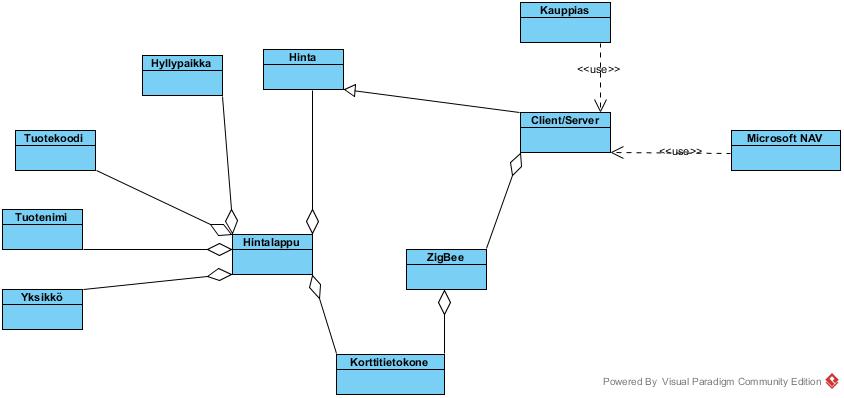 Kauppias
Hyllypaikka
Hinta
<<use>>
Client/Server
Tuotekoodi
Microsoft NAV
<<use>>
Tuotenimi
Hintalappu
ZigBee
Yksikkö
Korttitietokone
Powered By Visual Paradigm Community Edition